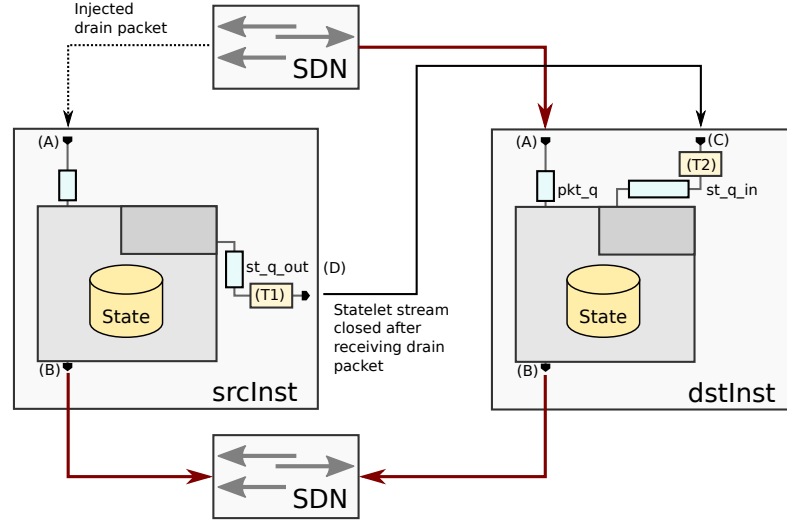 Injected
drain packet
SDN
(A)
(A)
(C)
(T2)
pkt_q
st_q_in
st_q_out
(D)
(T1)
State
State
Statelet stream
closed after
receiving drain
packet
(B)
(B)
srcInst
dstInst
SDN